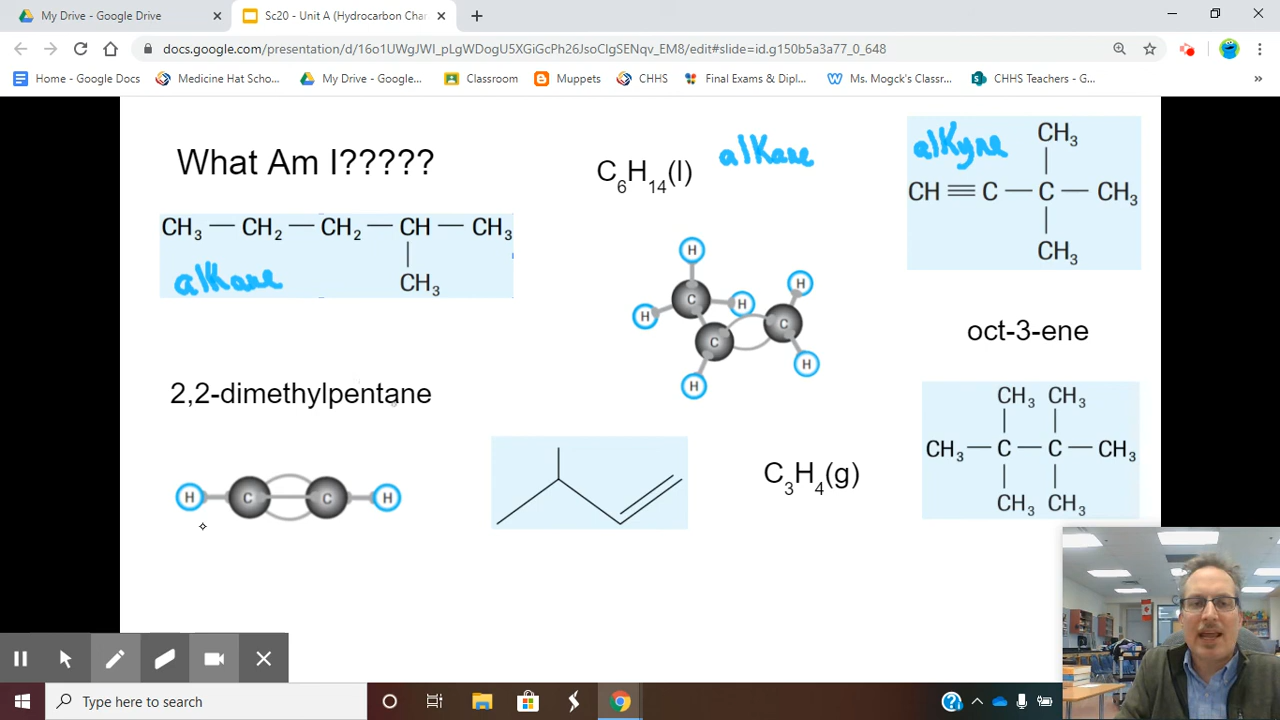 My Drive - Google Drive
Sc20 - Unit A (Hydrocarbon Cha
docs.google.com/presentation/d/16o1UWgJWI_pLGWDogU5XGiGcPh26JsoCIgSENqv_EM8/edit#slide=id.g150b5a3a77_0_648
Home - Google Docs
Medicine Hat Scho...
My Drive - Google...
Classroom
Muppets
CHHS
Final Exams & Dipl...
Ms. Mogck's Classr...
CHHS Teachers - G...
»
What Am I?????
CH₃ — CH₂ — CH₂ — CH — CH₃
CH₃
alkane
C₆H₁₄(l)
alkane
alkyne
CH₃
CH ≡ C — C — CH₃
CH₃
H
H
H
H
C
C
C
H
H
oct-3-ene
2,2-dimethylpentane
H C C H
C₃H₄(g)
CH₃ CH₃
CH₃ — C — C — CH₃
CH₃ CH₃
Type here to search